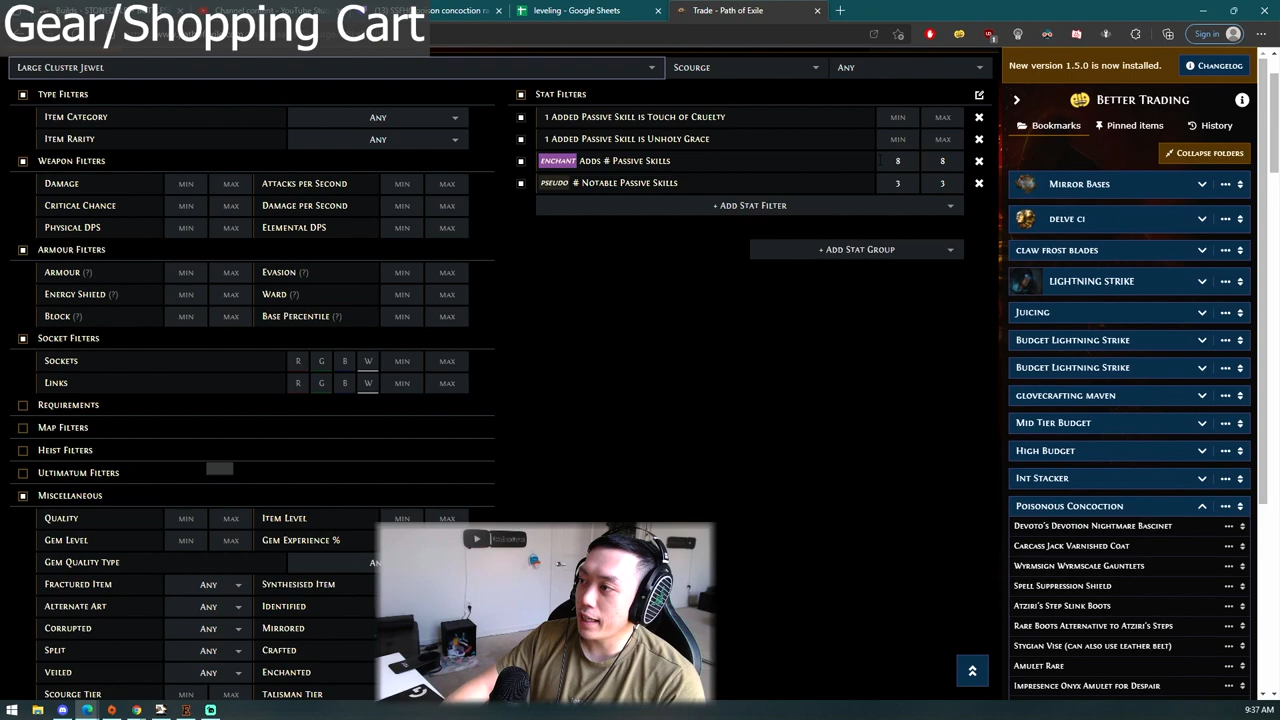 Gear/Shopping Cart
leveling - Google Sheets
Trade - Path of Exile
Sign in
LARGE CLUSTER JEWEL
SCOURGE
ANY
TYPE FILTERS
ITEM CATEGORY ANY
ITEM RARITY ANY
WEAPON FILTERS
DAMAGE MIN MAX ATTACKS PER SECOND MIN MAX
CRITICAL CHANCE MIN MAX DAMAGE PER SECOND MIN MAX
PHYSICAL DPS MIN MAX ELEMENTAL DPS MIN MAX
ARMOUR FILTERS
ARMOUR (?) MIN MAX EVASION (?) MIN MAX
ENERGY SHIELD (?) MIN MAX WARD (?) MIN MAX
BLOCK (?) MIN MAX BASE PERCENTILE (?) MIN MAX
SOCKET FILTERS
SOCKETS R G B W MIN MAX
LINKS R G B W MIN MAX
REQUIREMENTS
MAP FILTERS
HEIST FILTERS
ULTIMATUM FILTERS
MISCELLANEOUS
QUALITY MIN MAX ITEM LEVEL
GEM LEVEL MIN MAX GEM EXPERIENCE %
GEM QUALITY TYPE
FRACTURED ITEM ANY SYNTHESISED ITEM
ALTERNATE ART ANY IDENTIFIED
CORRUPTED ANY MIRRORED
SPLIT ANY CRAFTED
VEILED ANY ENCHANTED
SCOURGE TIER MIN MAX TALISMAN TIER
STAT FILTERS
1 ADDED PASSIVE SKILL IS TOUCH OF CRUELTY MIN MAX
1 ADDED PASSIVE SKILL IS UNHOLY GRACE MIN MAX
ENCHANT ADDS # PASSIVE SKILLS 8 8
PSEUDO # NOTABLE PASSIVE SKILLS 3 3
+ ADD STAT FILTER
+ ADD STAT GROUP
New version 1.5.0 is now installed. CHANGELOG
BETTER TRADING
Bookmarks Pinned items History
COLLAPSE FOLDERS
MIRROR BASES
DELVE CI
CLAW FROST BLADES
LIGHTNING STRIKE
JUICING
BUDGET LIGHTNING STRIKE
BUDGET LIGHTNING STRIKE
GLOVECRAFTING MAVEN
MID TIER BUDGET
HIGH BUDGET
INT STACKER
POISONOUS CONCOCTION
DEVOTO'S DEVOTION NIGHTMARE BASCINET
CARCASS JACK VARNISHED COAT
WYRMSIGN WYRMSCALE GAUNTLETS
SPELL SUPPRESSION SHIELD
ATZIRI'S STEP SLINK BOOTS
RARE BOOTS ALTERNATIVE TO ATZIRI'S STEPS
STYGIAN VISE (CAN ALSO USE LEATHER BELT)
AMULET RARE
IMPRESENCE ONYX AMULET FOR DESPAIR
9:37 AM